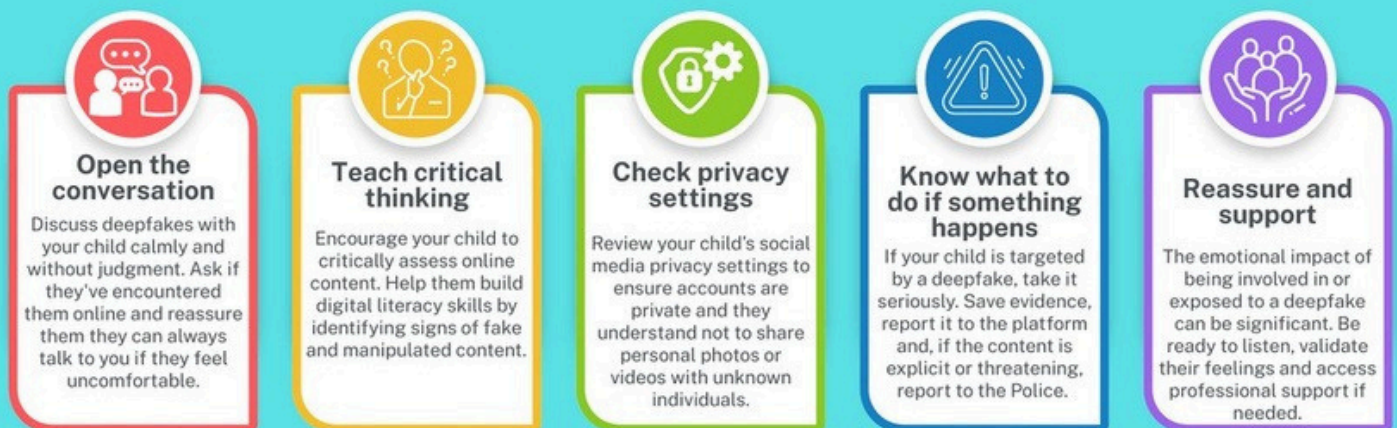 Open the
conversation
Discuss deepfakes with
your child calmly and
without judgment. Ask if
they've encountered
them online and reassure
them they can always
talk to you if they feel
uncomfortable.
Teach critical
thinking
Encourage your child to
critically assess online
content. Help them build
digital literacy skills by
identifying signs of fake
and manipulated content.
Check privacy
settings
Review your child's social
media privacy settings to
ensure accounts are
private and they
understand not to share
personal photos or
videos with unknown
individuals.
Know what to
do if something
happens
If your child is targeted
by a deepfake, take it
seriously. Save evidence,
report it to the platform
and, if the content is
explicit or threatening,
report to the Police.
Reassure and
support
The emotional impact of
being involved in or
exposed to a deepfake
can be significant. Be
ready to listen, validate
their feelings and access
professional support if
needed.